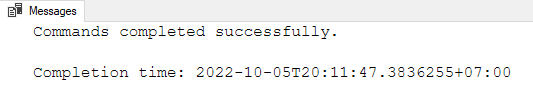 Messages
Commands completed successfully.
Completion time: 2022-10-05T20:11:47.3836255+07:00